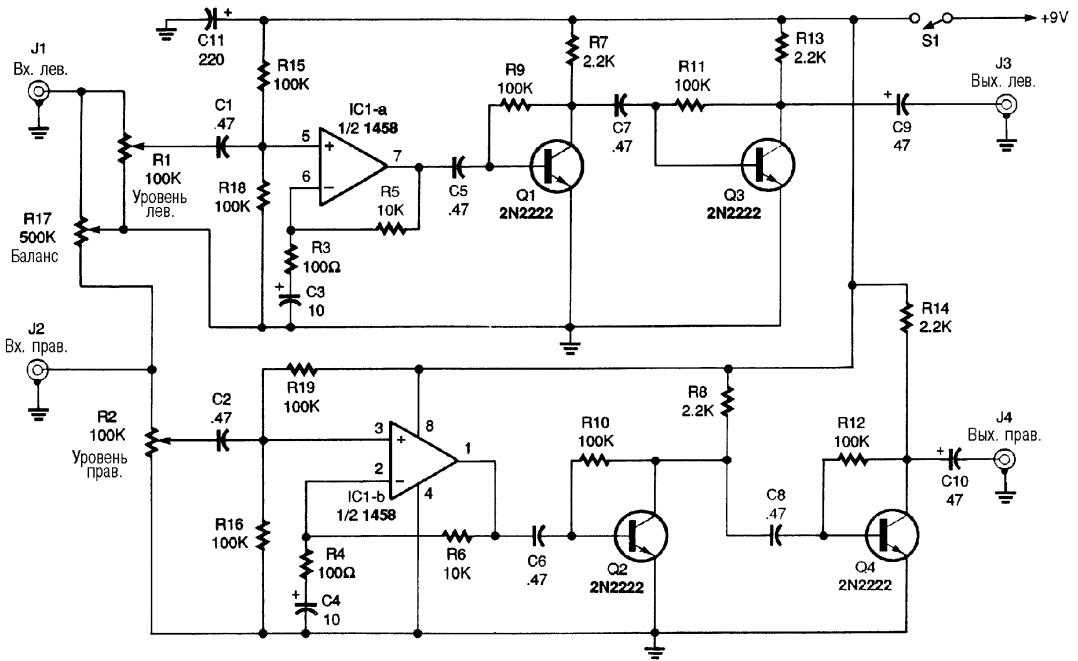 C11
220
+
S1
+9V
J1
Вх. лев.
R15
100K
R7
2.2K
R13
2.2K
J3
Вых. лев.
C1
.47
IC1-a
1/2 1458
R9
100K
R11
100K
C7
.47
+
C9
47
5
+
7
6
−
R1
100K
Уровень
лев.
R18
100K
R5
10K
C5
.47
Q1
2N2222
Q3
2N2222
R17
500K
Баланс
R3
100Ω
+
C3
10
J2
Вх. прав.
R14
2.2K
R19
100K
R8
2.2K
R2
100K
Уровень
прав.
C2
.47
3
+
8
1
2
−
4
IC1-b
1/2 1458
R10
100K
R12
100K
J4
Вых. прав.
+
C10
47
C8
.47
R16
100K
R4
100Ω
R6
10K
C6
.47
Q2
2N2222
Q4
2N2222
+
C4
10